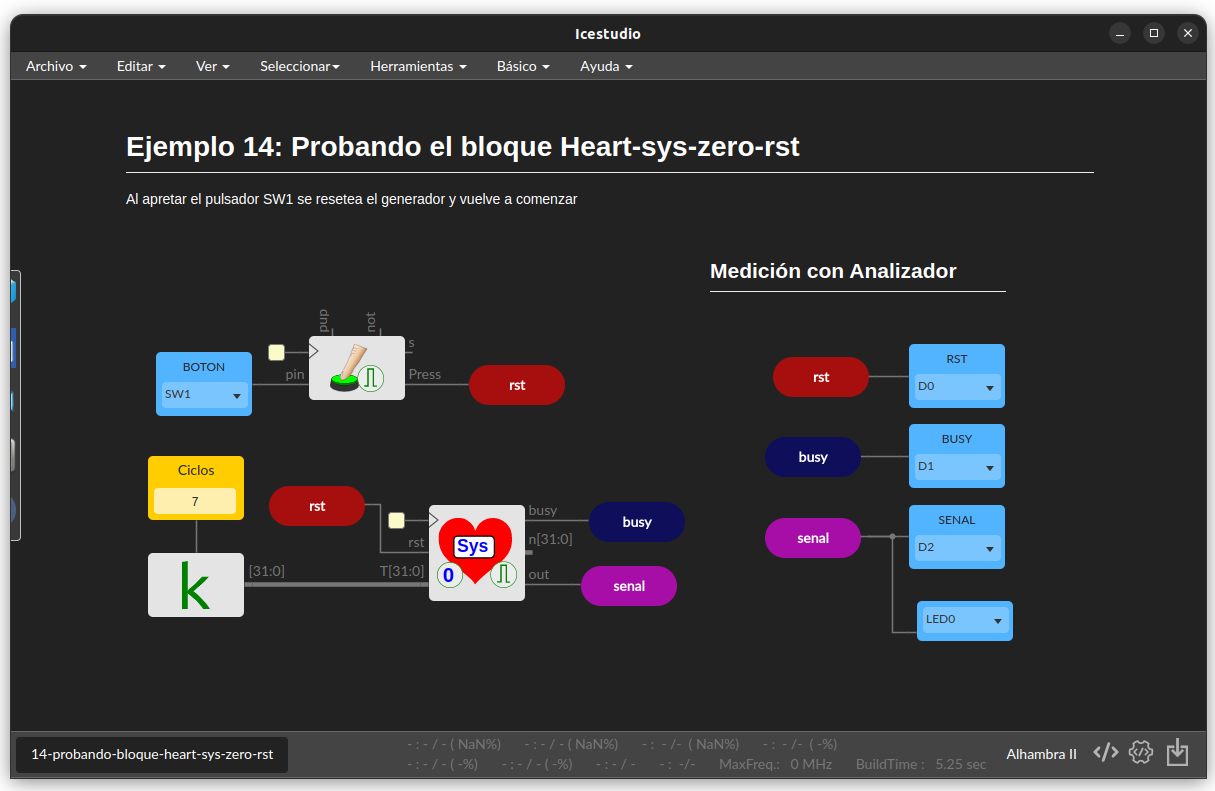 Icestudio
Archivo Editar Ver Seleccionar Herramientas Básico Ayuda
Ejemplo 14: Probando el bloque Heart-sys-zero-rst
Al apretar el pulsador SW1 se resetea el generador y vuelve a comenzar
Medición con Analizador
pup not
BOTON
SW1
pin
s
Press
rst
Ciclos
7
k
[31:0]
rst
rst
T[31:0]
Sys
0
busy
n[31:0]
out
busy
senal
rst
RST
D0
busy
BUSY
D1
senal
SENAL
D2
LED0
14-probando-bloque-heart-sys-zero-rst
- : - / - ( NaN%) - : - / - ( NaN%) - : - /- ( NaN%) - : - /- ( -%)
- : - / - ( -%) - : - / - ( -%) - : - / - - : -/- MaxFreq.: 0 MHz BuildTime : 5.25 sec
Alhambra II